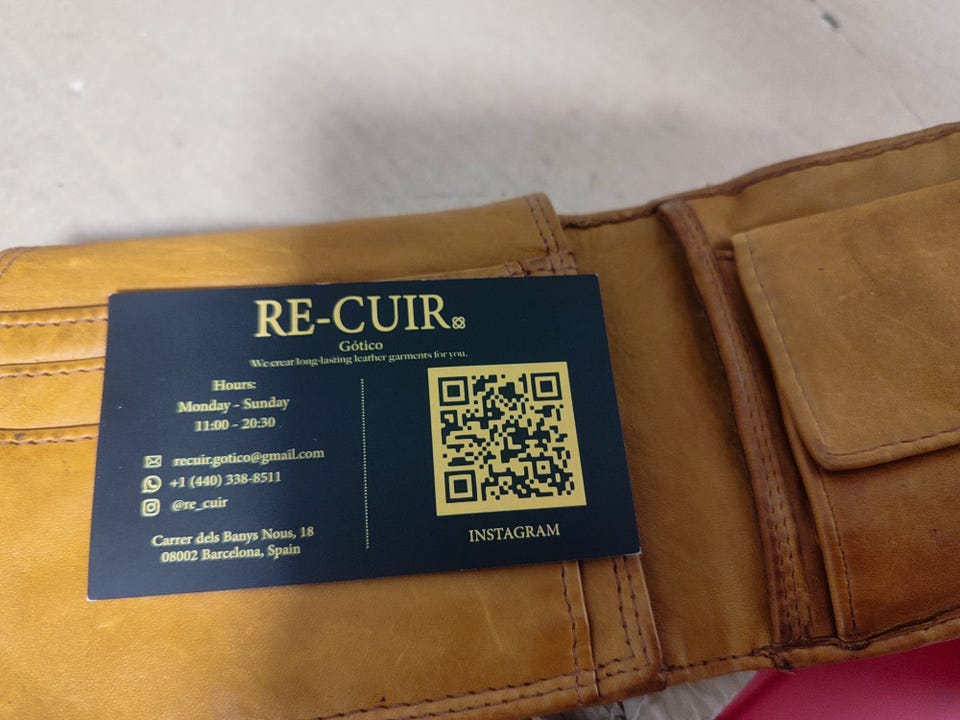 RE-CUIR
Gótico
We creat long-lasting leather garments for you.
Hours:
Monday - Sunday
11:00 - 20:30
recuir.gotico@gmail.com
+1 (440) 338-8511
@re_cuir
Carrer dels Banys Nous, 18
08002 Barcelona, Spain
INSTAGRAM